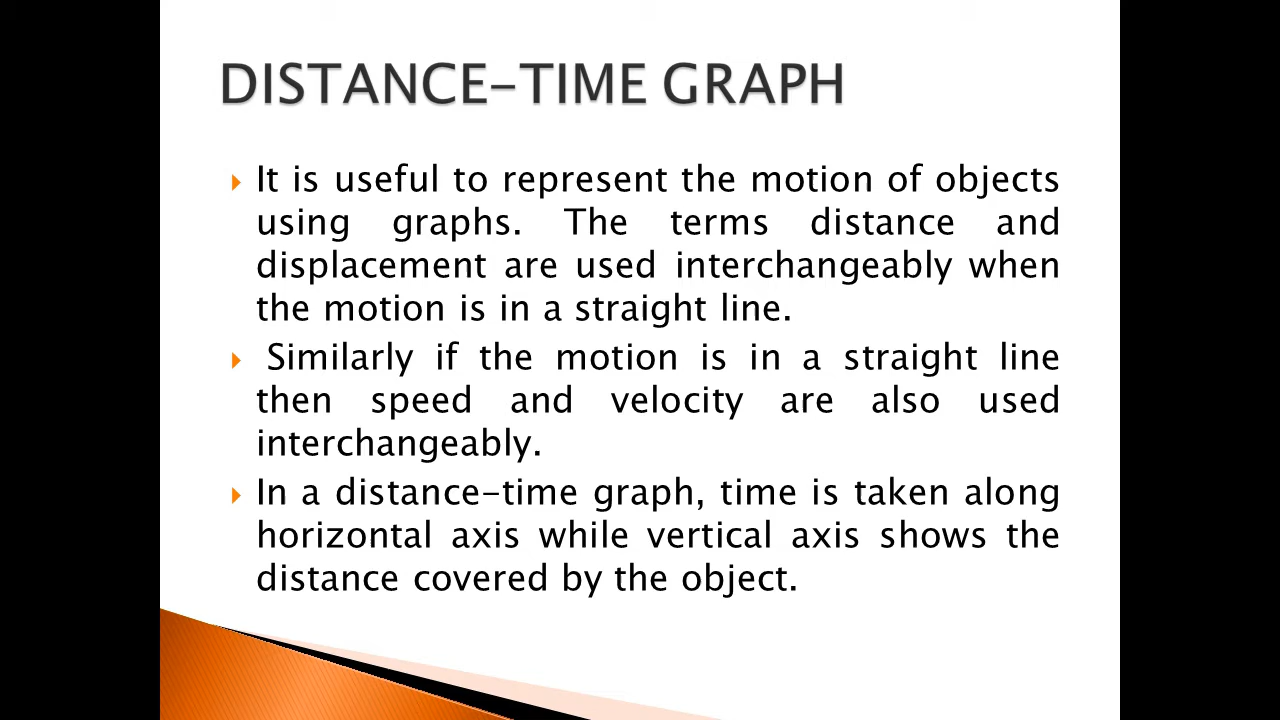 DISTANCE-TIME GRAPH
It is useful to represent the motion of objects
using graphs. The terms distance and
displacement are used interchangeably when
the motion is in a straight line.
Similarly if the motion is in a straight line
then speed and velocity are also used
interchangeably.
In a distance-time graph, time is taken along
horizontal axis while vertical axis shows the
distance covered by the object.